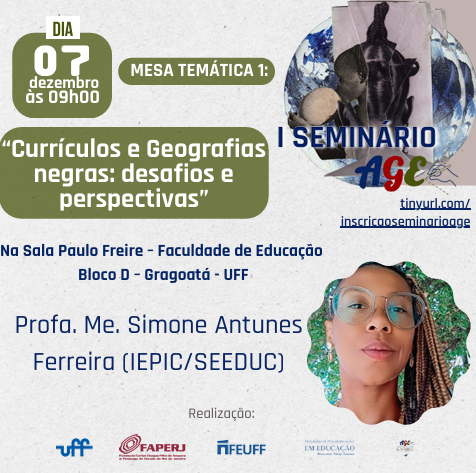 DIA
07
dezembro
às 09h00
MESA TEMÁTICA 1:
“Currículos e Geografias
negras: desafios e
perspectivas”
I SEMINÁRIO
AGE
tinyurl.com/
inscricaoseminarioage
Na Sala Paulo Freire – Faculdade de Educação
Bloco D – Gragoatá - UFF
Profa. Me. Simone Antunes
Ferreira (IEPIC/SEEDUC)
Realização:
uff
FAPERJ
FEUFF
EM EDUCAÇÃO
AGE